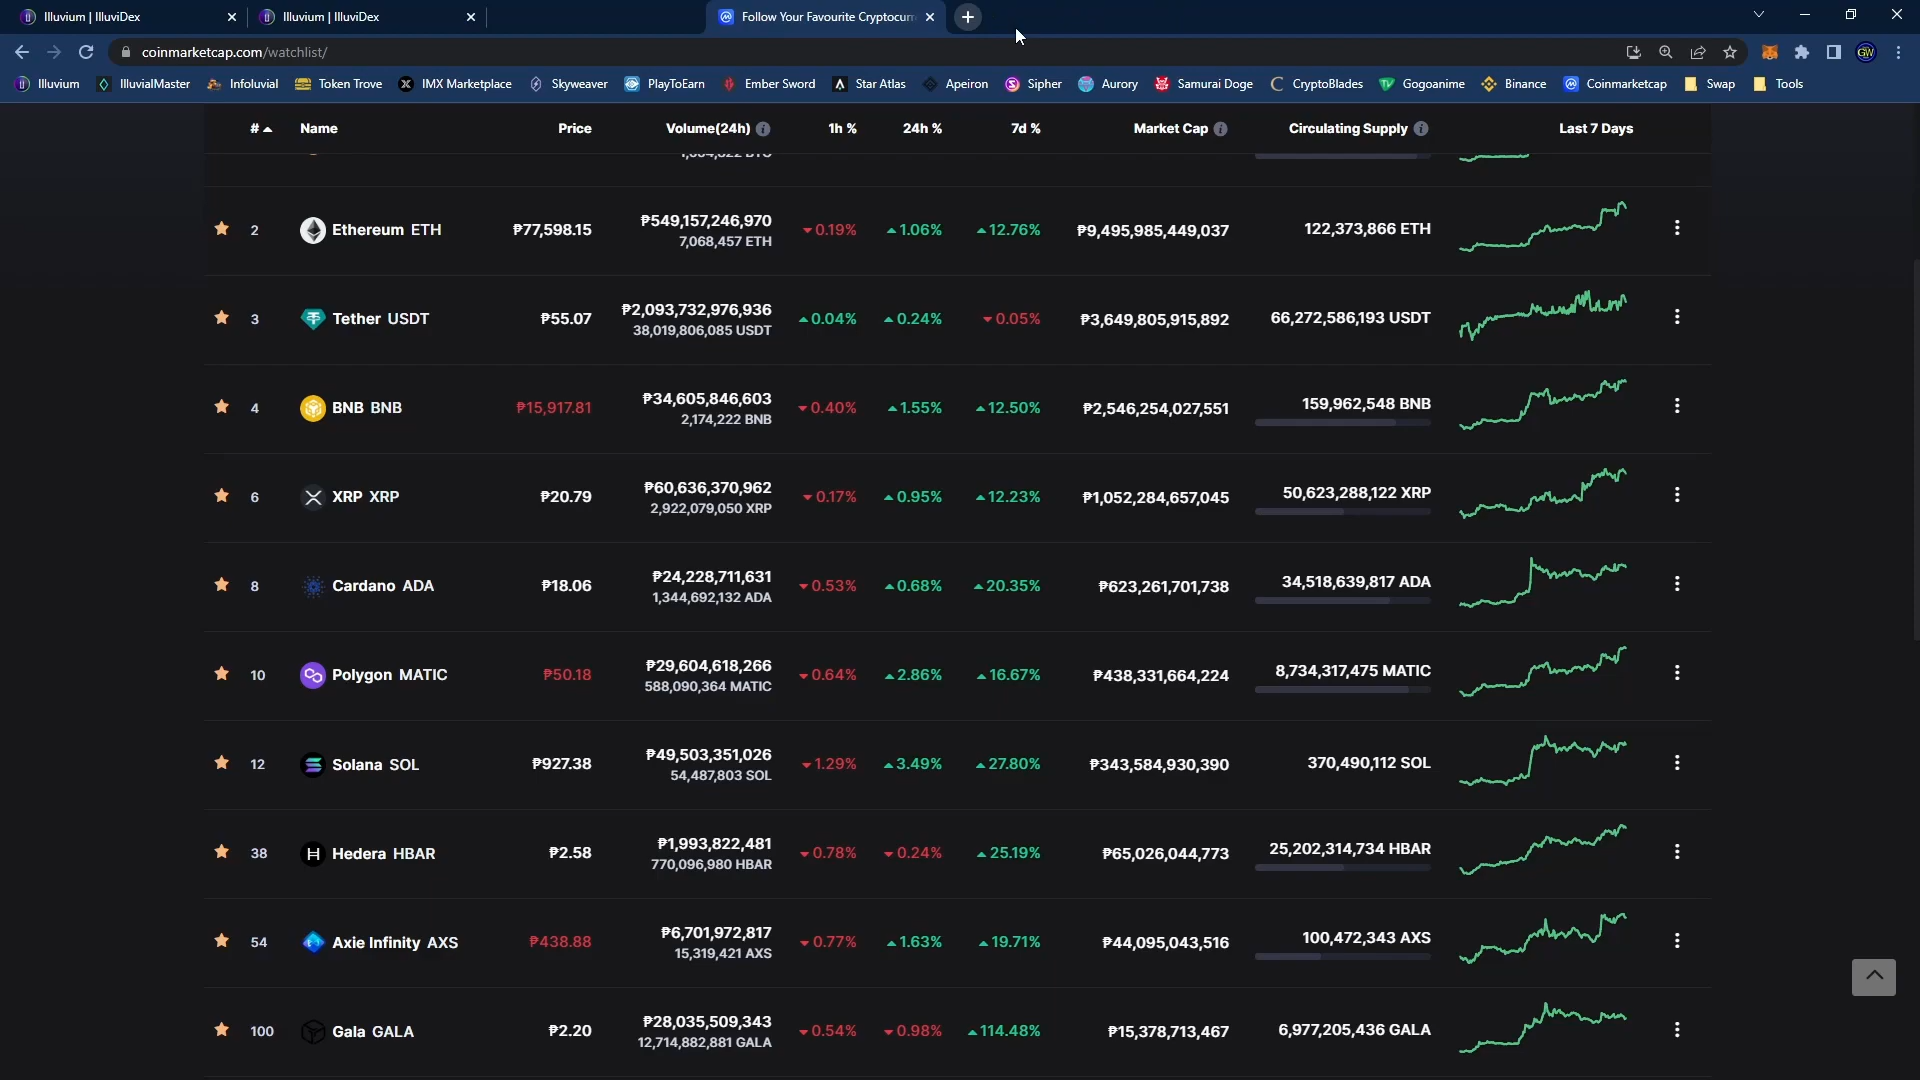 Illuvium | IlluviDex
Illuvium | IlluviDex
Follow Your Favourite Cryptocurr
coinmarketcap.com/watchlist/
GW
Illuvium IlluvialMaster Infoluvial Token Trove IMX Marketplace Skyweaver PlayToEarn Ember Sword Star Atlas Apeiron Sipher Aurory Samurai Doge CryptoBlades Gogoanime Binance Coinmarketcap Swap Tools
# Name Price Volume(24h) 1h % 24h % 7d % Market Cap Circulating Supply Last 7 Days
2 Ethereum ETH ₱77,598.15 ₱549,157,246,970 0.19% 1.06% 12.76% ₱9,495,985,449,037 122,373,866 ETH
7,068,457 ETH
3 Tether USDT ₱55.07 ₱2,093,732,976,936 0.04% 0.24% 0.05% ₱3,649,805,915,892 66,272,586,193 USDT
38,019,806,085 USDT
4 BNB BNB ₱15,917.81 ₱34,605,846,603 0.40% 1.55% 12.50% ₱2,546,254,027,551 159,962,548 BNB
2,174,222 BNB
6 XRP XRP ₱20.79 ₱60,636,370,962 0.17% 0.95% 12.23% ₱1,052,284,657,045 50,623,288,122 XRP
2,922,079,050 XRP
8 Cardano ADA ₱18.06 ₱24,228,711,631 0.53% 0.68% 20.35% ₱623,261,701,738 34,518,639,817 ADA
1,344,692,132 ADA
10 Polygon MATIC ₱50.18 ₱29,604,618,266 0.64% 2.86% 16.67% ₱438,331,664,224 8,734,317,475 MATIC
588,090,364 MATIC
12 Solana SOL ₱927.38 ₱49,503,351,026 1.29% 3.49% 27.80% ₱343,584,930,390 370,490,112 SOL
54,487,803 SOL
38 Hedera HBAR ₱2.58 ₱1,993,822,481 0.78% 0.24% 25.19% ₱65,026,044,773 25,202,314,734 HBAR
770,096,980 HBAR
54 Axie Infinity AXS ₱438.88 ₱6,701,972,817 0.77% 1.63% 19.71% ₱44,095,043,516 100,472,343 AXS
15,319,421 AXS
100 Gala GALA ₱2.20 ₱28,035,509,343 0.54% 0.98% 114.48% ₱15,378,713,467 6,977,205,436 GALA
12,714,882,881 GALA